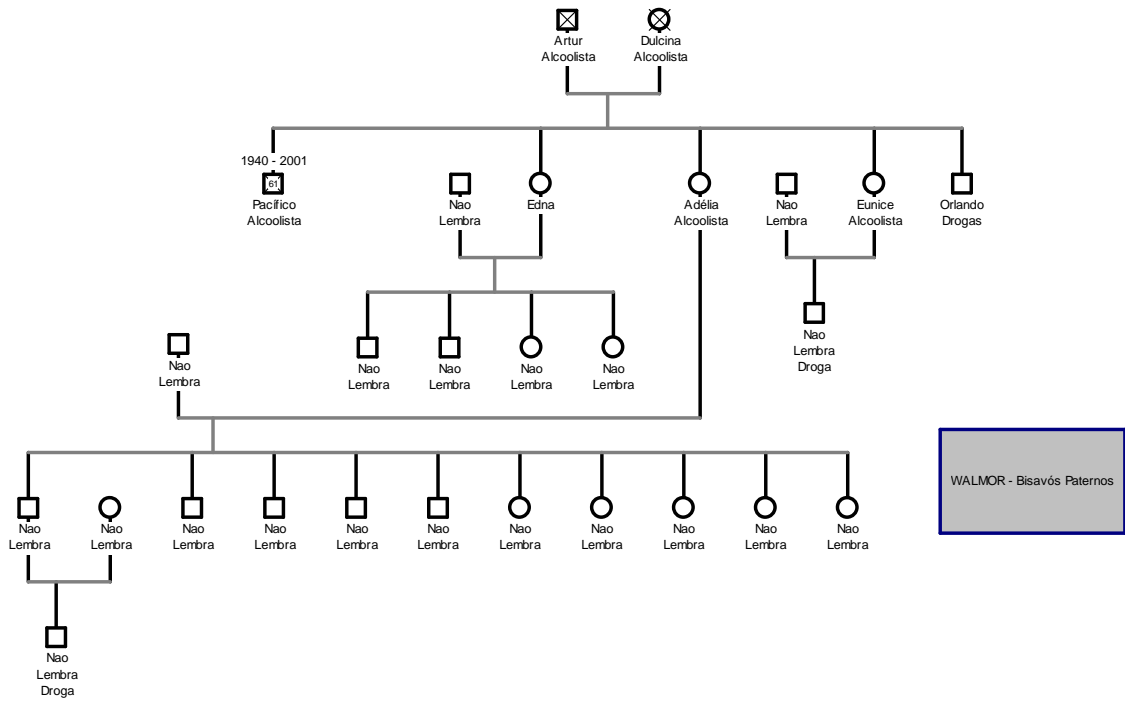 Artur
Alcoolista
Dulcina
Alcoolista
1940 - 2001
61
Pacífico
Alcoolista
Nao
Lembra
Edna
Adélia
Alcoolista
Nao
Lembra
Eunice
Alcoolista
Orlando
Drogas
Nao
Lembra
Droga
Nao
Lembra
Nao
Lembra
Nao
Lembra
Nao
Lembra
Nao
Lembra
WALMOR - Bisavós Paternos
Nao
Lembra
Nao
Lembra
Nao
Lembra
Nao
Lembra
Nao
Lembra
Nao
Lembra
Nao
Lembra
Nao
Lembra
Nao
Lembra
Nao
Lembra
Nao
Lembra
Nao
Lembra
Droga